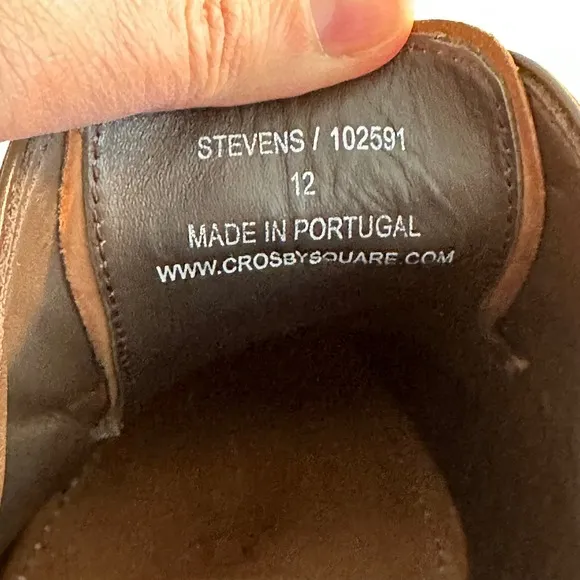 STEVENS / 102591
12
MADE IN PORTUGAL
WWW.CROSBYSQUARE.COM